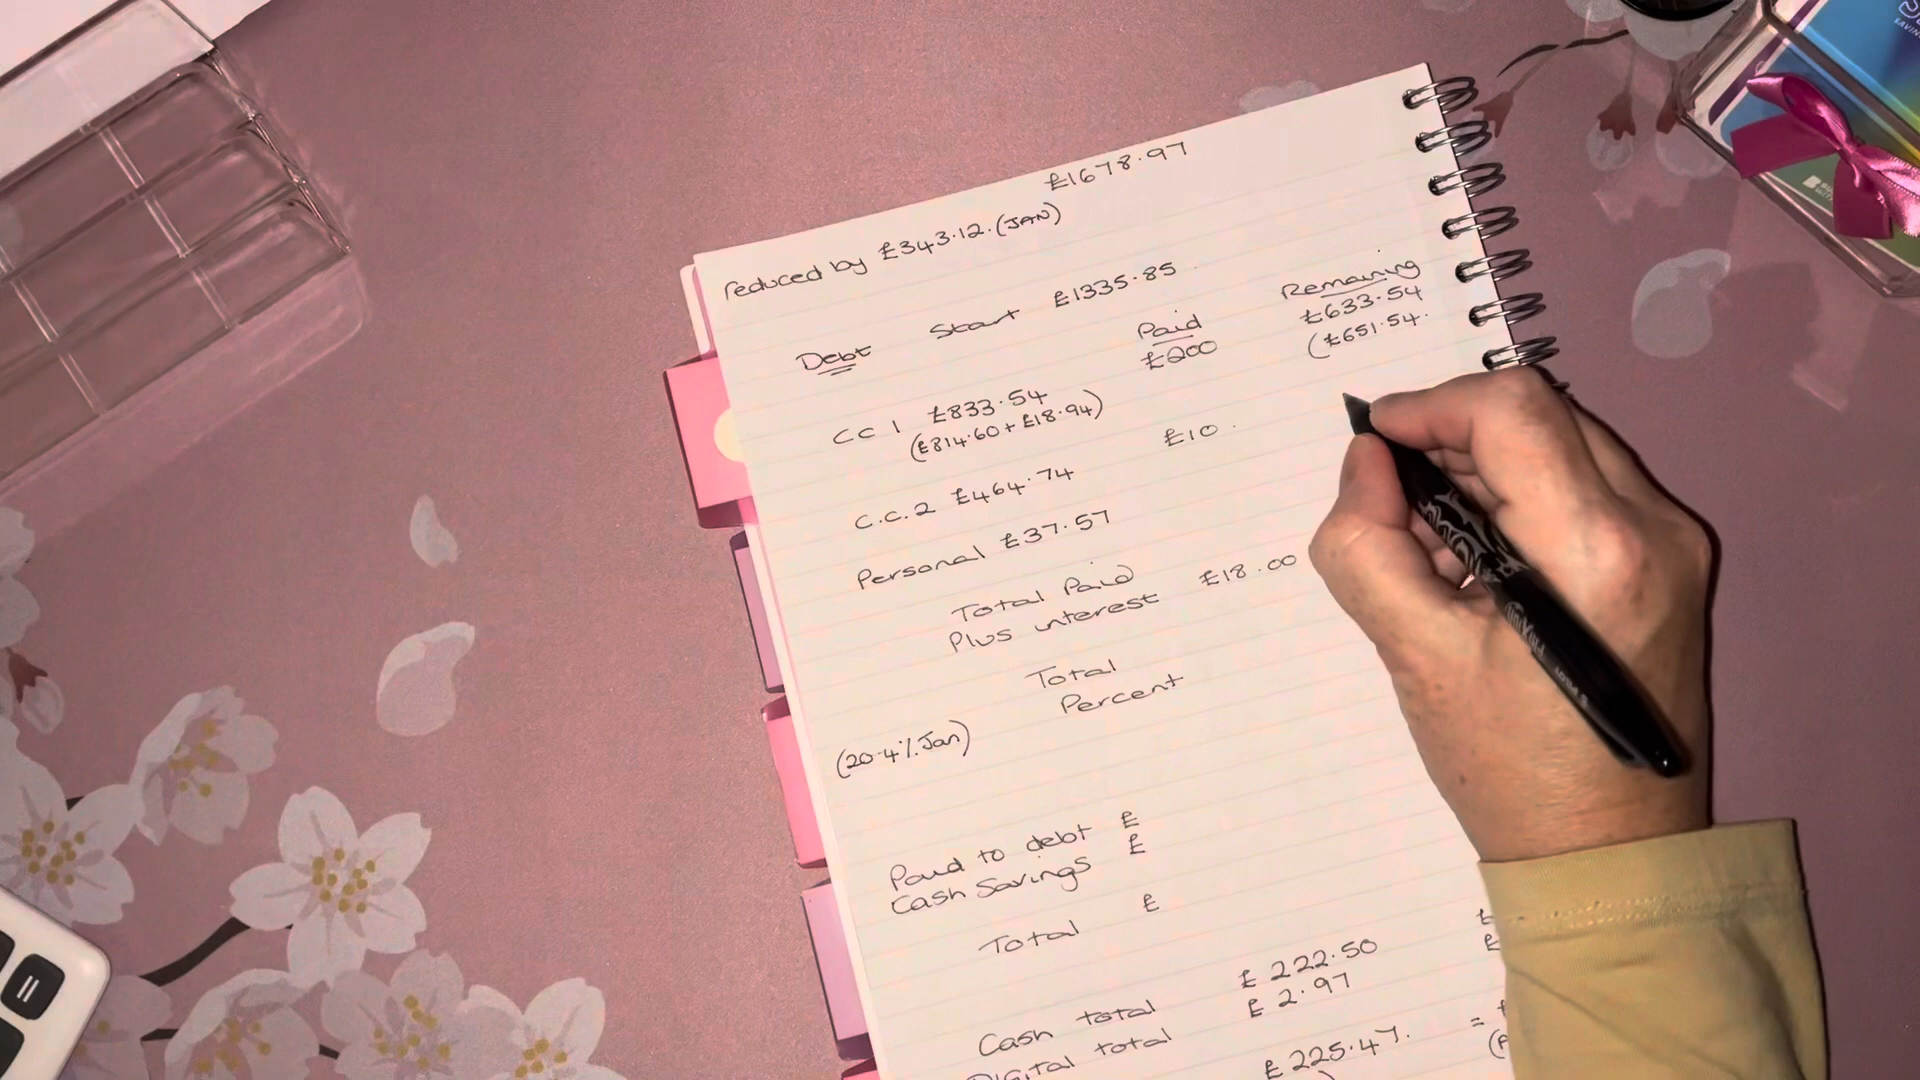 £1678.97
reduced by £343.12.(JAN)
Start £1335.85
Debt
Paid
Remaining
CC 1 £833.54
£200
£633.54
(£814.60 + £18.94)
(£651.54.
C.C.2 £464.74
£10.
Personal £37.57
Total Paid
Plus interest £18.00
Total
Percent
(20.4%.Jan)
Paid to debt £
Cash Savings £
Total £
Cash total £222.50
Digital total £2.97
£225.47.
=